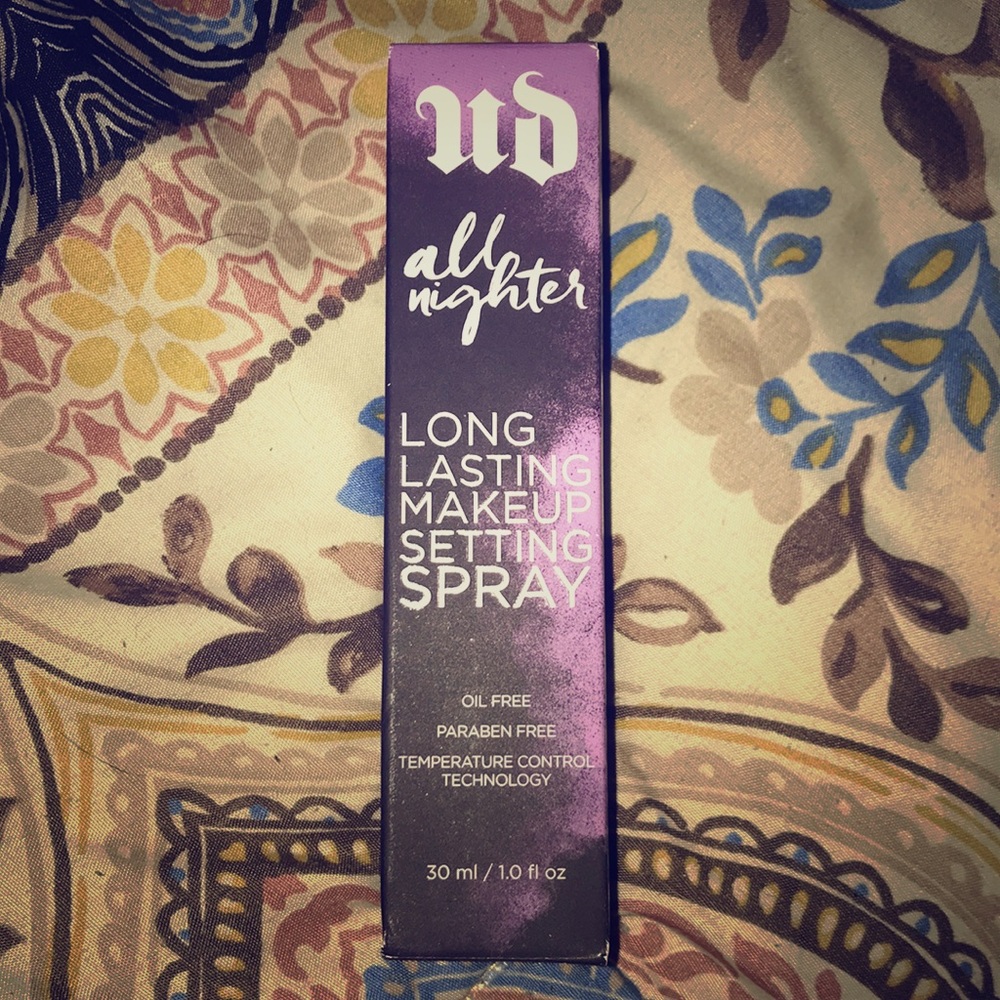 UD
all
nighter
LONG
LASTING
MAKEUP
SETTING
SPRAY
OIL FREE
PARABEN FREE
TEMPERATURE CONTROL
TECHNOLOGY
30 ml / 1.0 fl oz